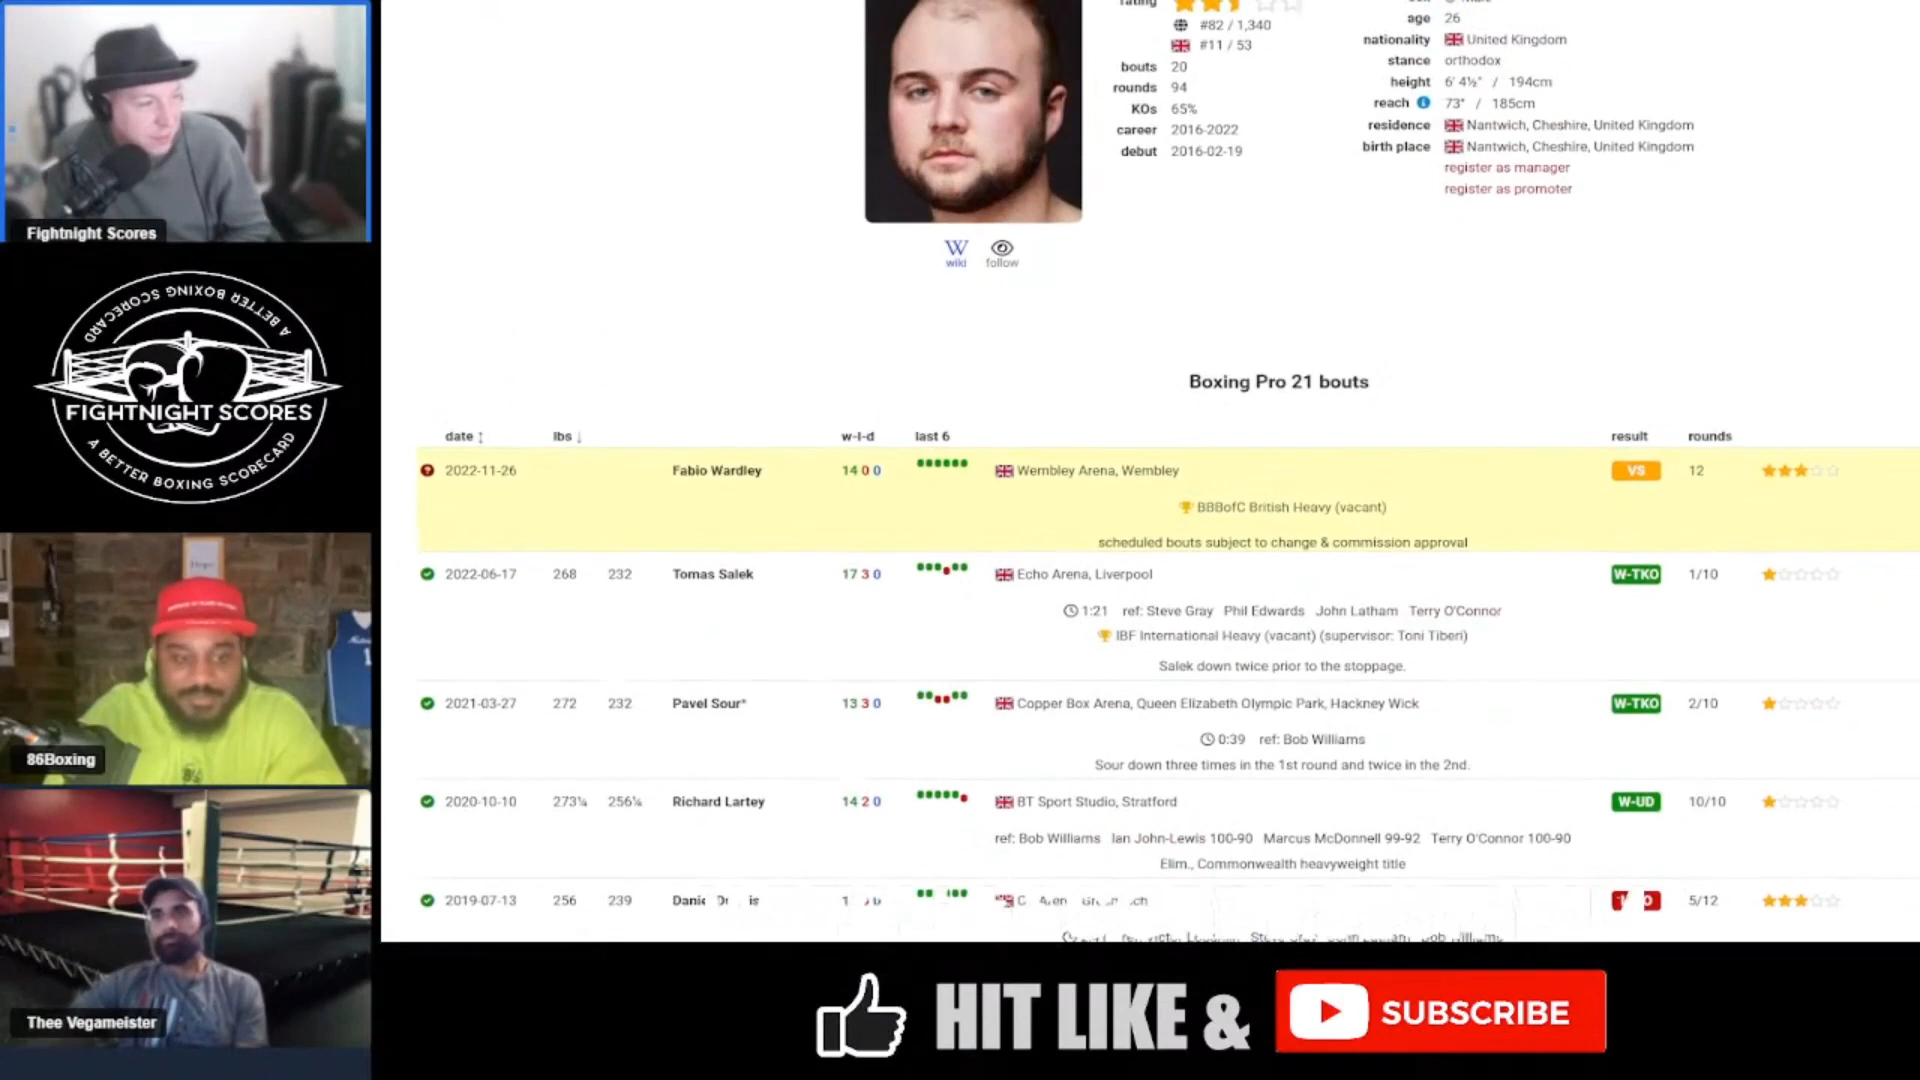 Fightnight Scores
A BETTER BOXING SCORECARD
FIGHTNIGHT SCORES
A BETTER BOXING SCORECARD
86Boxing
Thee Vegameister
rating
#82 / 1,340
#11 / 53
bouts 20
rounds 94
KOs 65%
career 2016-2022
debut 2016-02-19
age 26
nationality United Kingdom
stance orthodox
height 6' 4½" / 194cm
reach 73" / 185cm
residence Nantwich, Cheshire, United Kingdom
birth place Nantwich, Cheshire, United Kingdom
register as manager
register as promoter
W
wiki follow
Boxing Pro 21 bouts
date lbs w-l-d last 6 result rounds
2022-11-26 Fabio Wardley 14 0 0 Wembley Arena, Wembley VS 12
BBBofC British Heavy (vacant)
scheduled bouts subject to change & commission approval
2022-06-17 268 232 Tomas Salek 17 3 0 Echo Arena, Liverpool W-TKO 1/10
1:21 ref: Steve Gray Phil Edwards John Latham Terry O'Connor
IBF International Heavy (vacant) (supervisor: Toni Tiberi)
Salek down twice prior to the stoppage.
2021-03-27 272 232 Pavel Sour* 13 3 0 Copper Box Arena, Queen Elizabeth Olympic Park, Hackney Wick W-TKO 2/10
0:39 ref: Bob Williams
Sour down three times in the 1st round and twice in the 2nd.
2020-10-10 273¼ 256¼ Richard Lartey 14 2 0 BT Sport Studio, Stratford W-UD 10/10
ref: Bob Williams Ian John-Lewis 100-90 Marcus McDonnell 99-92 Terry O'Connor 100-90
Elim., Commonwealth heavyweight title
2019-07-13 256 239 5/12
HIT LIKE & SUBSCRIBE